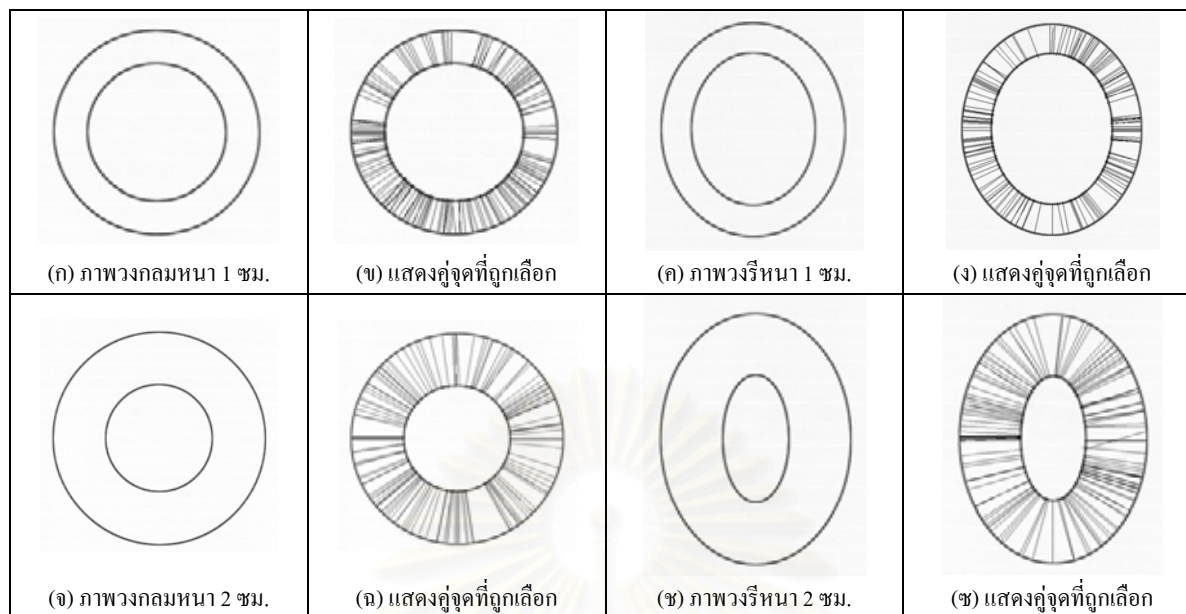 (ก) ภาพวงกลมหนา 1 ซม.
(ข) แสดงคู่จุดที่ถูกเลือก
(ค) ภาพวงรีหนา 1 ซม.
(ง) แสดงคู่จุดที่ถูกเลือก
(จ) ภาพวงกลมหนา 2 ซม.
(ฉ) แสดงคู่จุดที่ถูกเลือก
(ช) ภาพวงรีหนา 2 ซม.
(ซ) แสดงคู่จุดที่ถูกเลือก